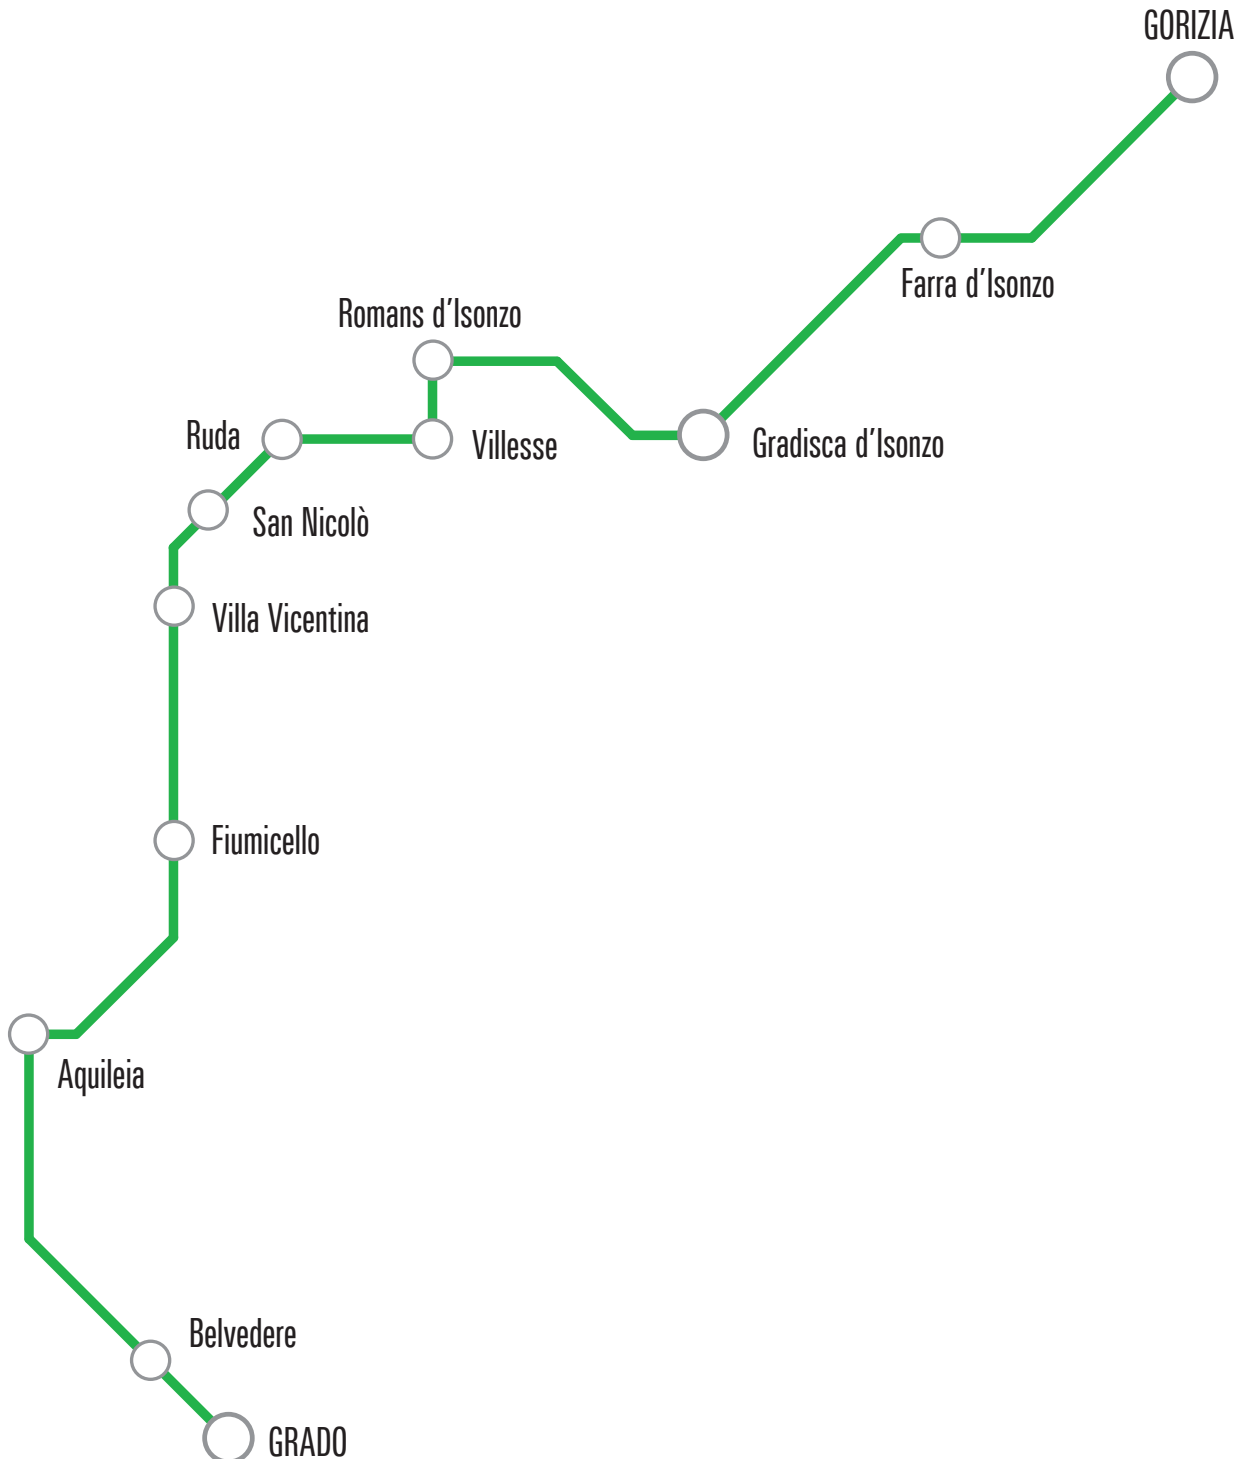 GORIZIA
Farra d'Isonzo
Romans d'Isonzo
Ruda
Villesse
Gradisca d'Isonzo
San Nicolò
Villa Vicentina
Fiumicello
Aquileia
Belvedere
GRADO